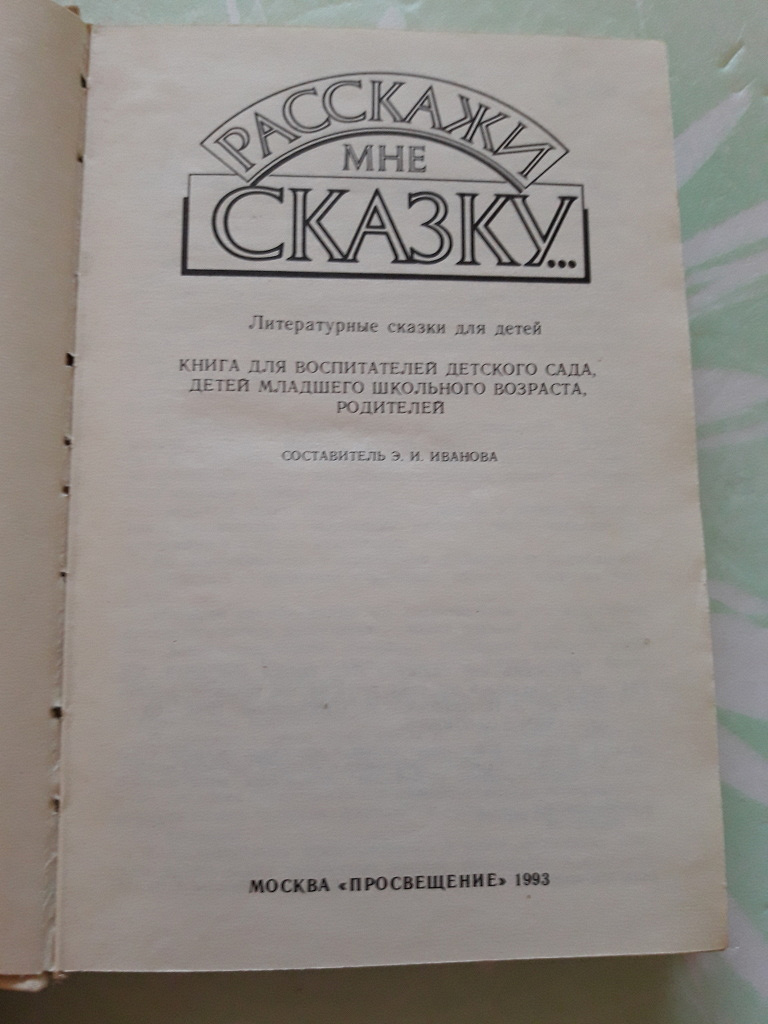 РАССКАЖИ
МНЕ
СКАЗКУ...
Литературные сказки для детей
КНИГА ДЛЯ ВОСПИТАТЕЛЕЙ ДЕТСКОГО САДА,
ДЕТЕЙ МЛАДШЕГО ШКОЛЬНОГО ВОЗРАСТА,
РОДИТЕЛЕЙ
СОСТАВИТЕЛЬ Э. И. ИВАНОВА
МОСКВА «ПРОСВЕЩЕНИЕ» 1993